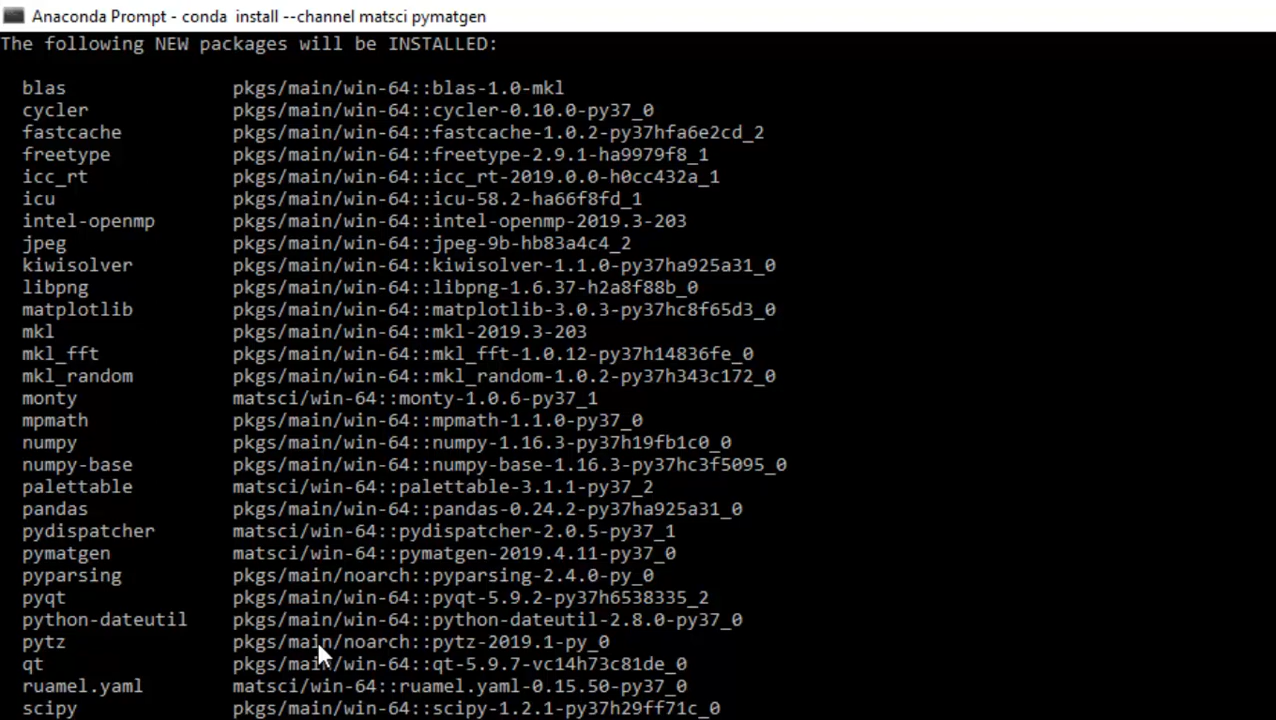 Anaconda Prompt - conda  install --channel matsci pymatgen
The following NEW packages will be INSTALLED:
blas pkgs/main/win-64::blas-1.0-mkl
cycler pkgs/main/win-64::cycler-0.10.0-py37_0
fastcache pkgs/main/win-64::fastcache-1.0.2-py37hfa6e2cd_2
freetype pkgs/main/win-64::freetype-2.9.1-ha9979f8_1
icc_rt pkgs/main/win-64::icc_rt-2019.0.0-h0cc432a_1
icu pkgs/main/win-64::icu-58.2-ha66f8fd_1
intel-openmp pkgs/main/win-64::intel-openmp-2019.3-203
jpeg pkgs/main/win-64::jpeg-9b-hb83a4c4_2
kiwisolver pkgs/main/win-64::kiwisolver-1.1.0-py37ha925a31_0
libpng pkgs/main/win-64::libpng-1.6.37-h2a8f88b_0
matplotlib pkgs/main/win-64::matplotlib-3.0.3-py37hc8f65d3_0
mkl pkgs/main/win-64::mkl-2019.3-203
mkl_fft pkgs/main/win-64::mkl_fft-1.0.12-py37h14836fe_0
mkl_random pkgs/main/win-64::mkl_random-1.0.2-py37h343c172_0
monty matsci/win-64::monty-1.0.6-py37_1
mpmath pkgs/main/win-64::mpmath-1.1.0-py37_0
numpy pkgs/main/win-64::numpy-1.16.3-py37h19fb1c0_0
numpy-base pkgs/main/win-64::numpy-base-1.16.3-py37hc3f5095_0
palettable matsci/win-64::palettable-3.1.1-py37_2
pandas pkgs/main/win-64::pandas-0.24.2-py37ha925a31_0
pydispatcher matsci/win-64::pydispatcher-2.0.5-py37_1
pymatgen matsci/win-64::pymatgen-2019.4.11-py37_0
pyparsing pkgs/main/noarch::pyparsing-2.4.0-py_0
pyqt pkgs/main/win-64::pyqt-5.9.2-py37h6538335_2
python-dateutil pkgs/main/win-64::python-dateutil-2.8.0-py37_0
pytz pkgs/main/noarch::pytz-2019.1-py_0
qt pkgs/main/win-64::qt-5.9.7-vc14h73c81de_0
ruamel.yaml matsci/win-64::ruamel.yaml-0.15.50-py37_0
scipy pkgs/main/win-64::scipy-1.2.1-py37h29ff71c_0